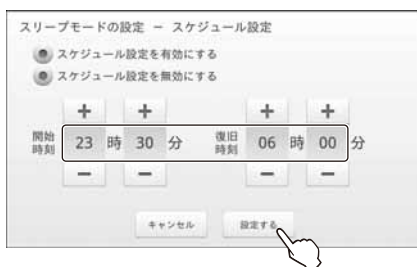 スリープモードの設定 － スケジュール設定
スケジュール設定を有効にする
スケジュール設定を無効にする
+ + + +
開始時刻 23 時 30 分 復旧時刻 06 時 00 分
− − − −
キャンセル 設定する